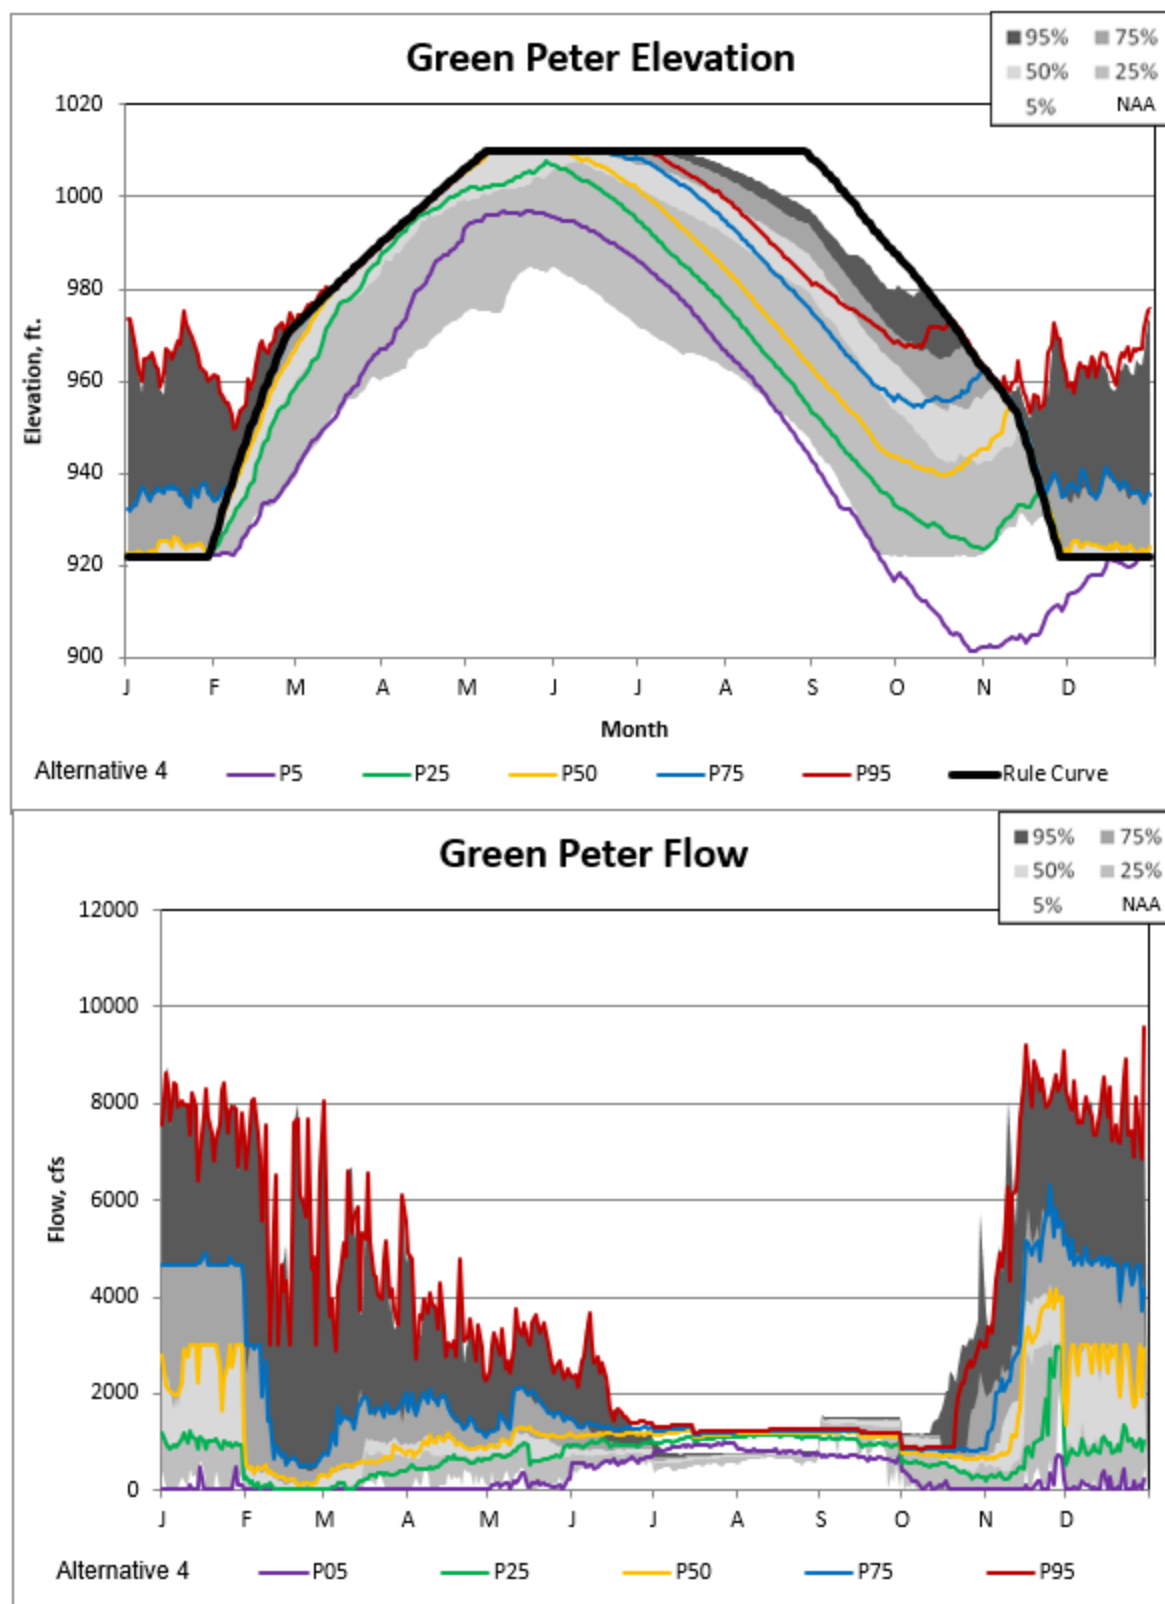 Green Peter Elevation
95% 75%
50% 25%
5% NAA
1020
1000
980
960
940
920
900
Elevation, ft.
J F M A M J J A S O N D
Month
Alternative 4 P5 P25 P50 P75 P95 Rule Curve
Green Peter Flow
95% 75%
50% 25%
5% NAA
12000
10000
8000
6000
4000
2000
0
Flow, cfs
J F M A M J J A S O N D
Alternative 4 P05 P25 P50 P75 P95